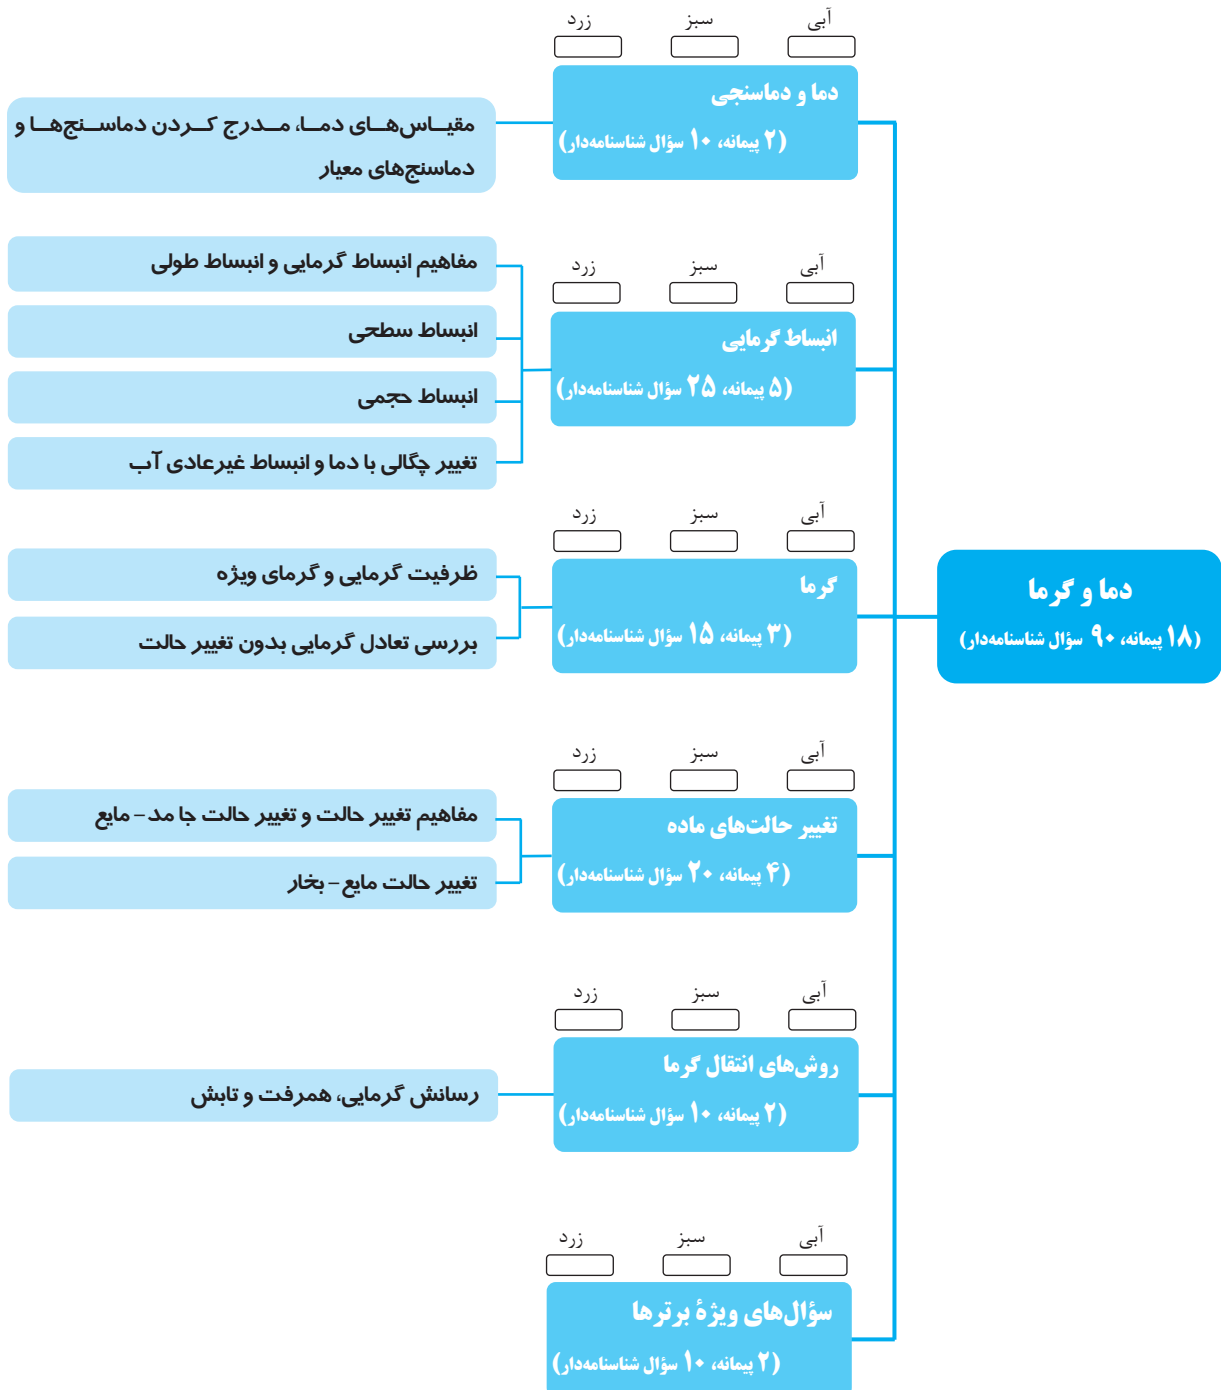 آبی سبز زرد
دما و دماسنجی
(۲ پیمانه، ۱۰ سؤال شناسنامه‌دار)
مقیاس‌های دما، مدرج کردن دماسنج‌ها و
دماسنج‌های معیار
آبی سبز زرد
انبساط گرمایی
(۵ پیمانه، ۲۵ سؤال شناسنامه‌دار)
مفاهیم انبساط گرمایی و انبساط طولی
انبساط سطحی
انبساط حجمی
تغییر چگالی با دما و انبساط غیرعادی آب
آبی سبز زرد
گرما
(۳ پیمانه، ۱۵ سؤال شناسنامه‌دار)
ظرفیت گرمایی و گرمای ویژه
بررسی تعادل گرمایی بدون تغییر حالت
دما و گرما
(۱۸ پیمانه، ۹۰ سؤال شناسنامه‌دار)
آبی سبز زرد
تغییر حالت‌های ماده
(۴ پیمانه، ۲۰ سؤال شناسنامه‌دار)
مفاهیم تغییر حالت و تغییر حالت جا مد - مایع
تغییر حالت مایع - بخار
آبی سبز زرد
روش‌های انتقال گرما
(۲ پیمانه، ۱۰ سؤال شناسنامه‌دار)
رسانش گرمایی، همرفت و تابش
آبی سبز زرد
سؤال‌های ویژهٔ برترها
(۲ پیمانه، ۱۰ سؤال شناسنامه‌دار)